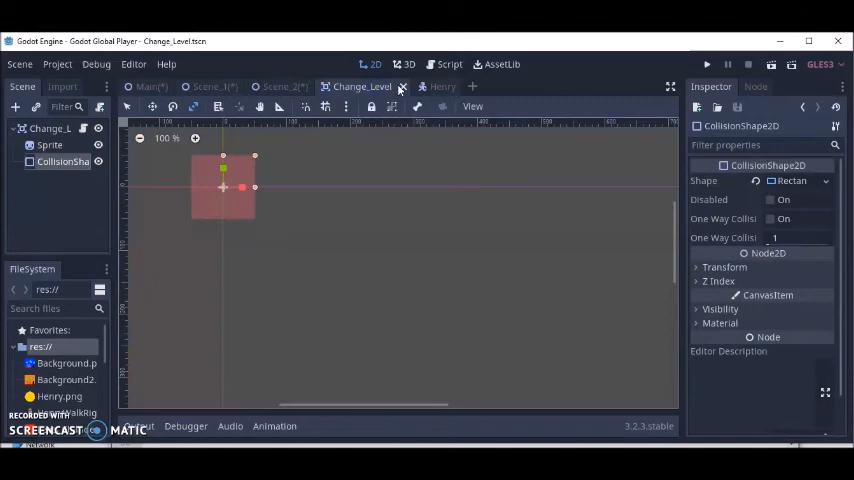 Godot Engine - Godot Global Player - Change_Level.tscn
Scene Project Debug Editor Help 2D 3D Script AssetLib GLES3
Scene Import Main(*) Scene_1(*) Scene_2(*) Change_Level Henry Inspector Node
Filter View
Change_L CollisionShape2D
Sprite 100 % Filter properties
CollisionSha CollisionShape2D
Shape Rectan
Disabled On
One Way Collisi On
One Way Collisi 1
Node2D
FileSystem Transform
res:// Z Index
Search files CanvasItem
Favorites: Visibility
res:// Material
Background.p Node
Background2. Editor Description
Henry.png
HenryWalkRig
RECORDED WITH
SCREENCAST MATIC
Output Debugger Audio Animation 3.2.3.stable